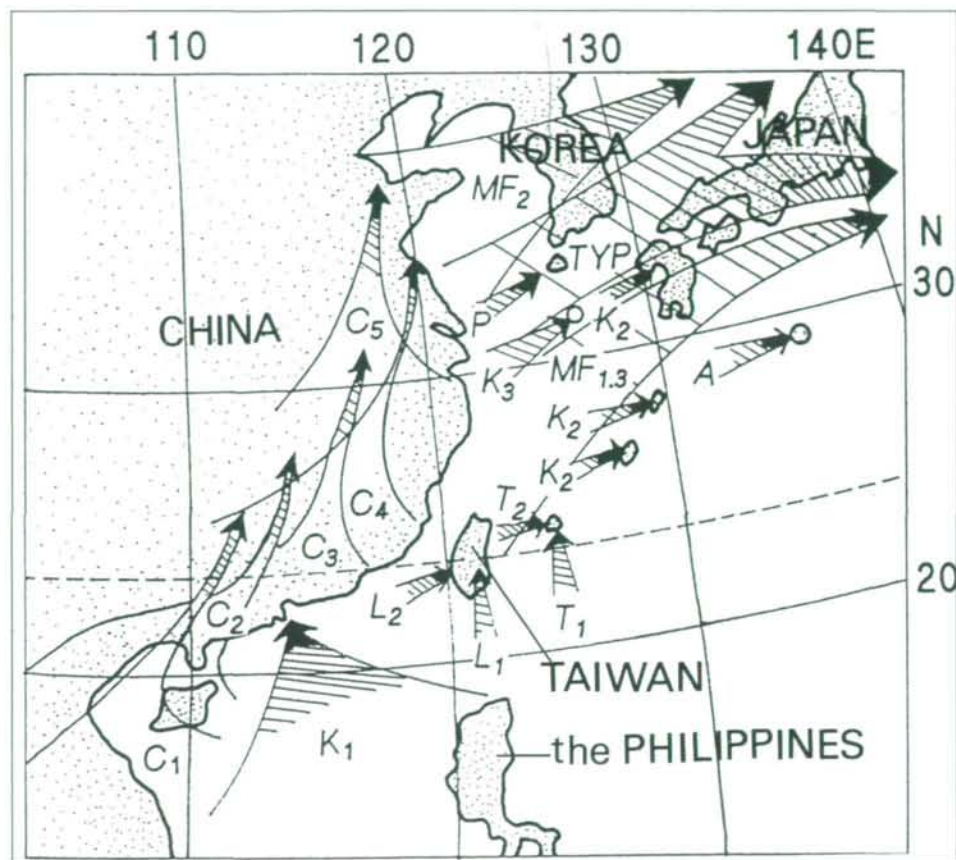 110 120 130 140E
KOREA JAPAN
MF₂
N
TYP
30
CHINA C₅ P K₂
K₃ MF₁.₃ A
K₂
C₄ K₂
T₂
C₃
C₂ L₂ T₁ 20
L₁
TAIWAN
C₁ K₁ the PHILIPPINES